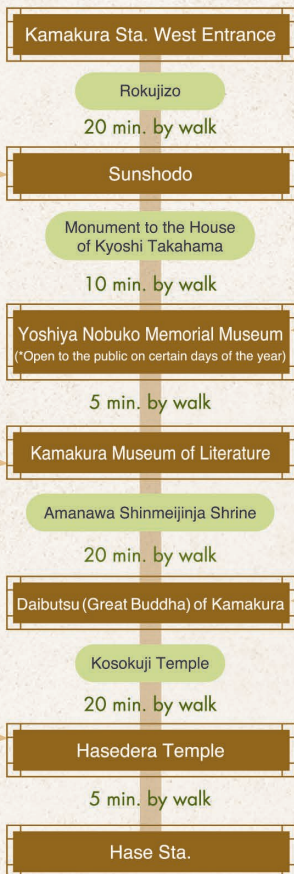 Kamakura Sta. West Entrance
Rokujizo
20 min. by walk
Sunshodo
Monument to the House
of Kyoshi Takahama
10 min. by walk
Yoshiya Nobuko Memorial Museum
(*Open to the public on certain days of the year)
5 min. by walk
Kamakura Museum of Literature
Amanawa Shinmeijinja Shrine
20 min. by walk
Daibutsu (Great Buddha) of Kamakura
Kosokuji Temple
20 min. by walk
Hasedera Temple
5 min. by walk
Hase Sta.